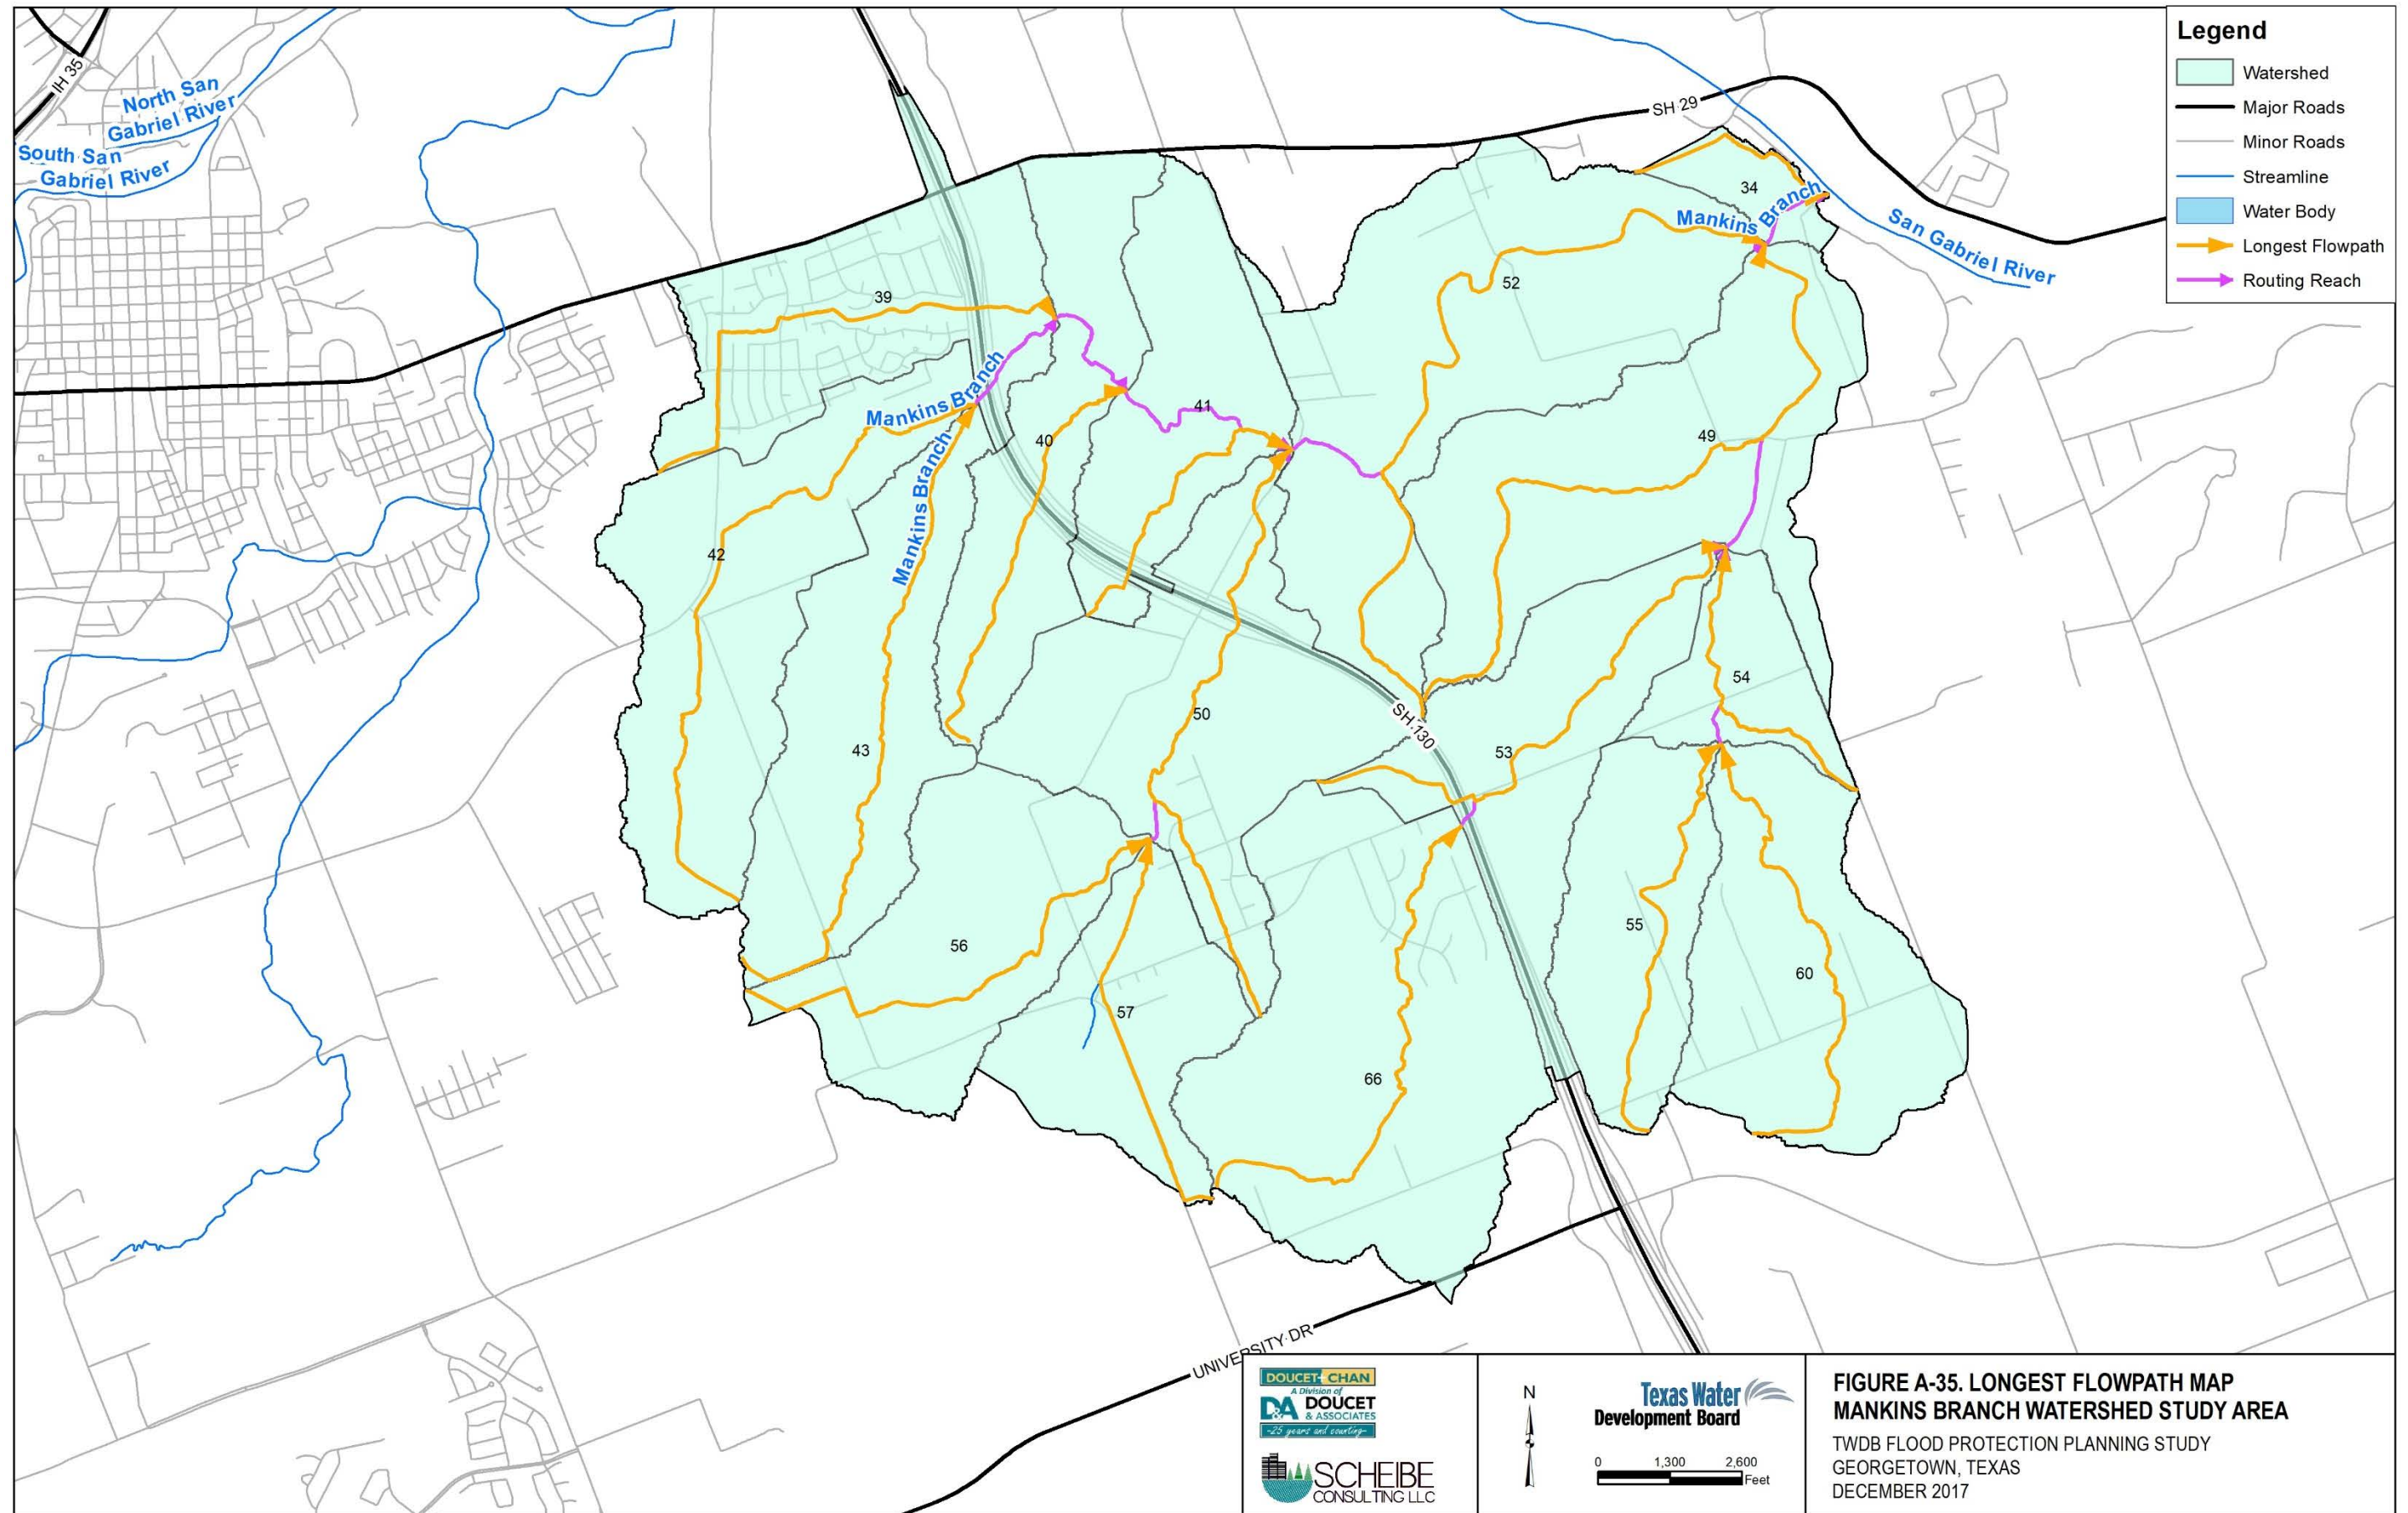 Legend
Watershed
Major Roads
Minor Roads
Streamline
Water Body
Longest Flowpath
Routing Reach
IH 35
North San
Gabriel River
South San
Gabriel River
SH 29
34
Mankins Branch
San Gabriel River
52
39
Mankins Branch
41
40
49
Mankins Branch
42
54
50
SH 130
53
43
55
56
60
57
66
UNIVERSITY DR
DOUCET+CHAN
A Division of
D&A DOUCET
& ASSOCIATES
-25 years and counting-
SCHEIBE
CONSULTING LLC
N
Texas Water
Development Board
0 1,300 2,600
Feet
FIGURE A-35. LONGEST FLOWPATH MAP
MANKINS BRANCH WATERSHED STUDY AREA
TWDB FLOOD PROTECTION PLANNING STUDY
GEORGETOWN, TEXAS
DECEMBER 2017